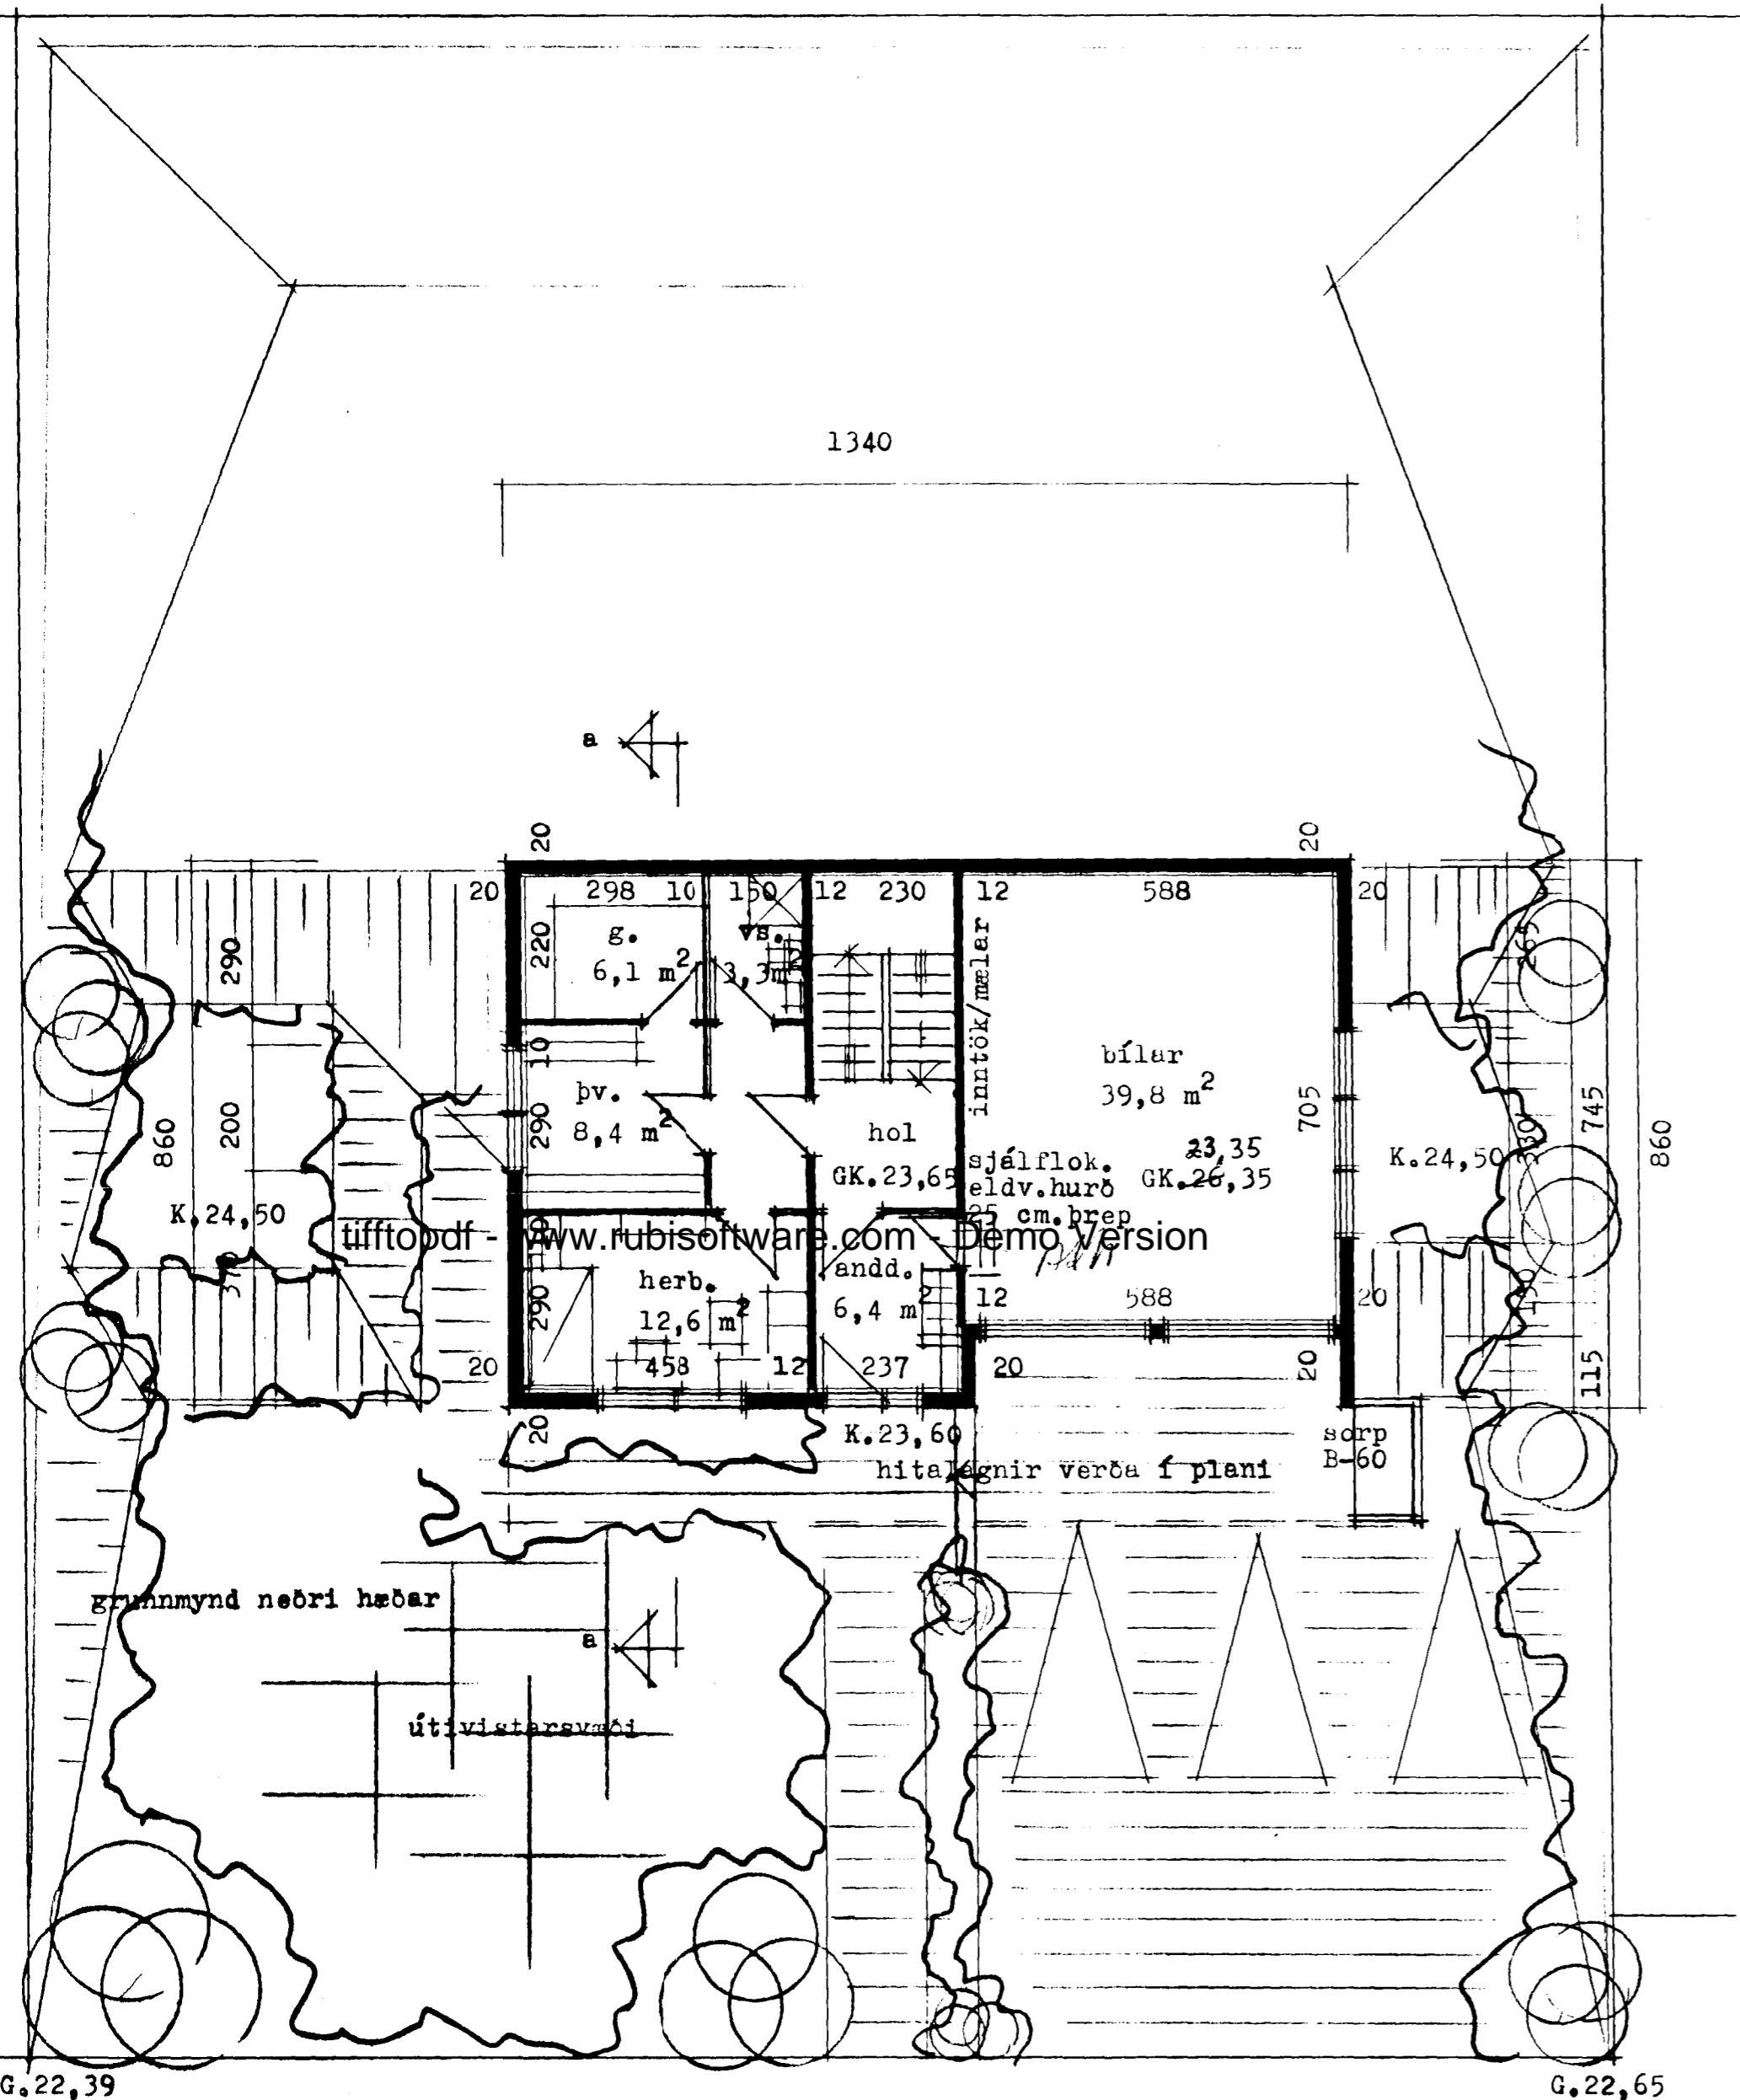 1340
a
20
20
20
298 10 150 12 230 12 588 20
290
220
g.
6,1 m²
vs.
3,3m²
inntök/mælar
265
10
bílar
39,8 m²
þv.
8,4 m²
290
200
860
705
745
860
330
hol
GK.23,65
sjálflok.
eldv.hurð
25 cm.þrep
23,35
GK.26,35
K.24,50
K.24,50
tifftopdf - www.rubisoftware.com - Demo Version
herb.
12,6 m²
290
andd.
6,4 m²
12 588 20
20 458 12 237 20
20
115
20
K.23,60
sorp
B-60
hitalagnir verða í plani
grunnmynd neðri hæðar
a
útivistarsvæði
G.22,39
G.22,65